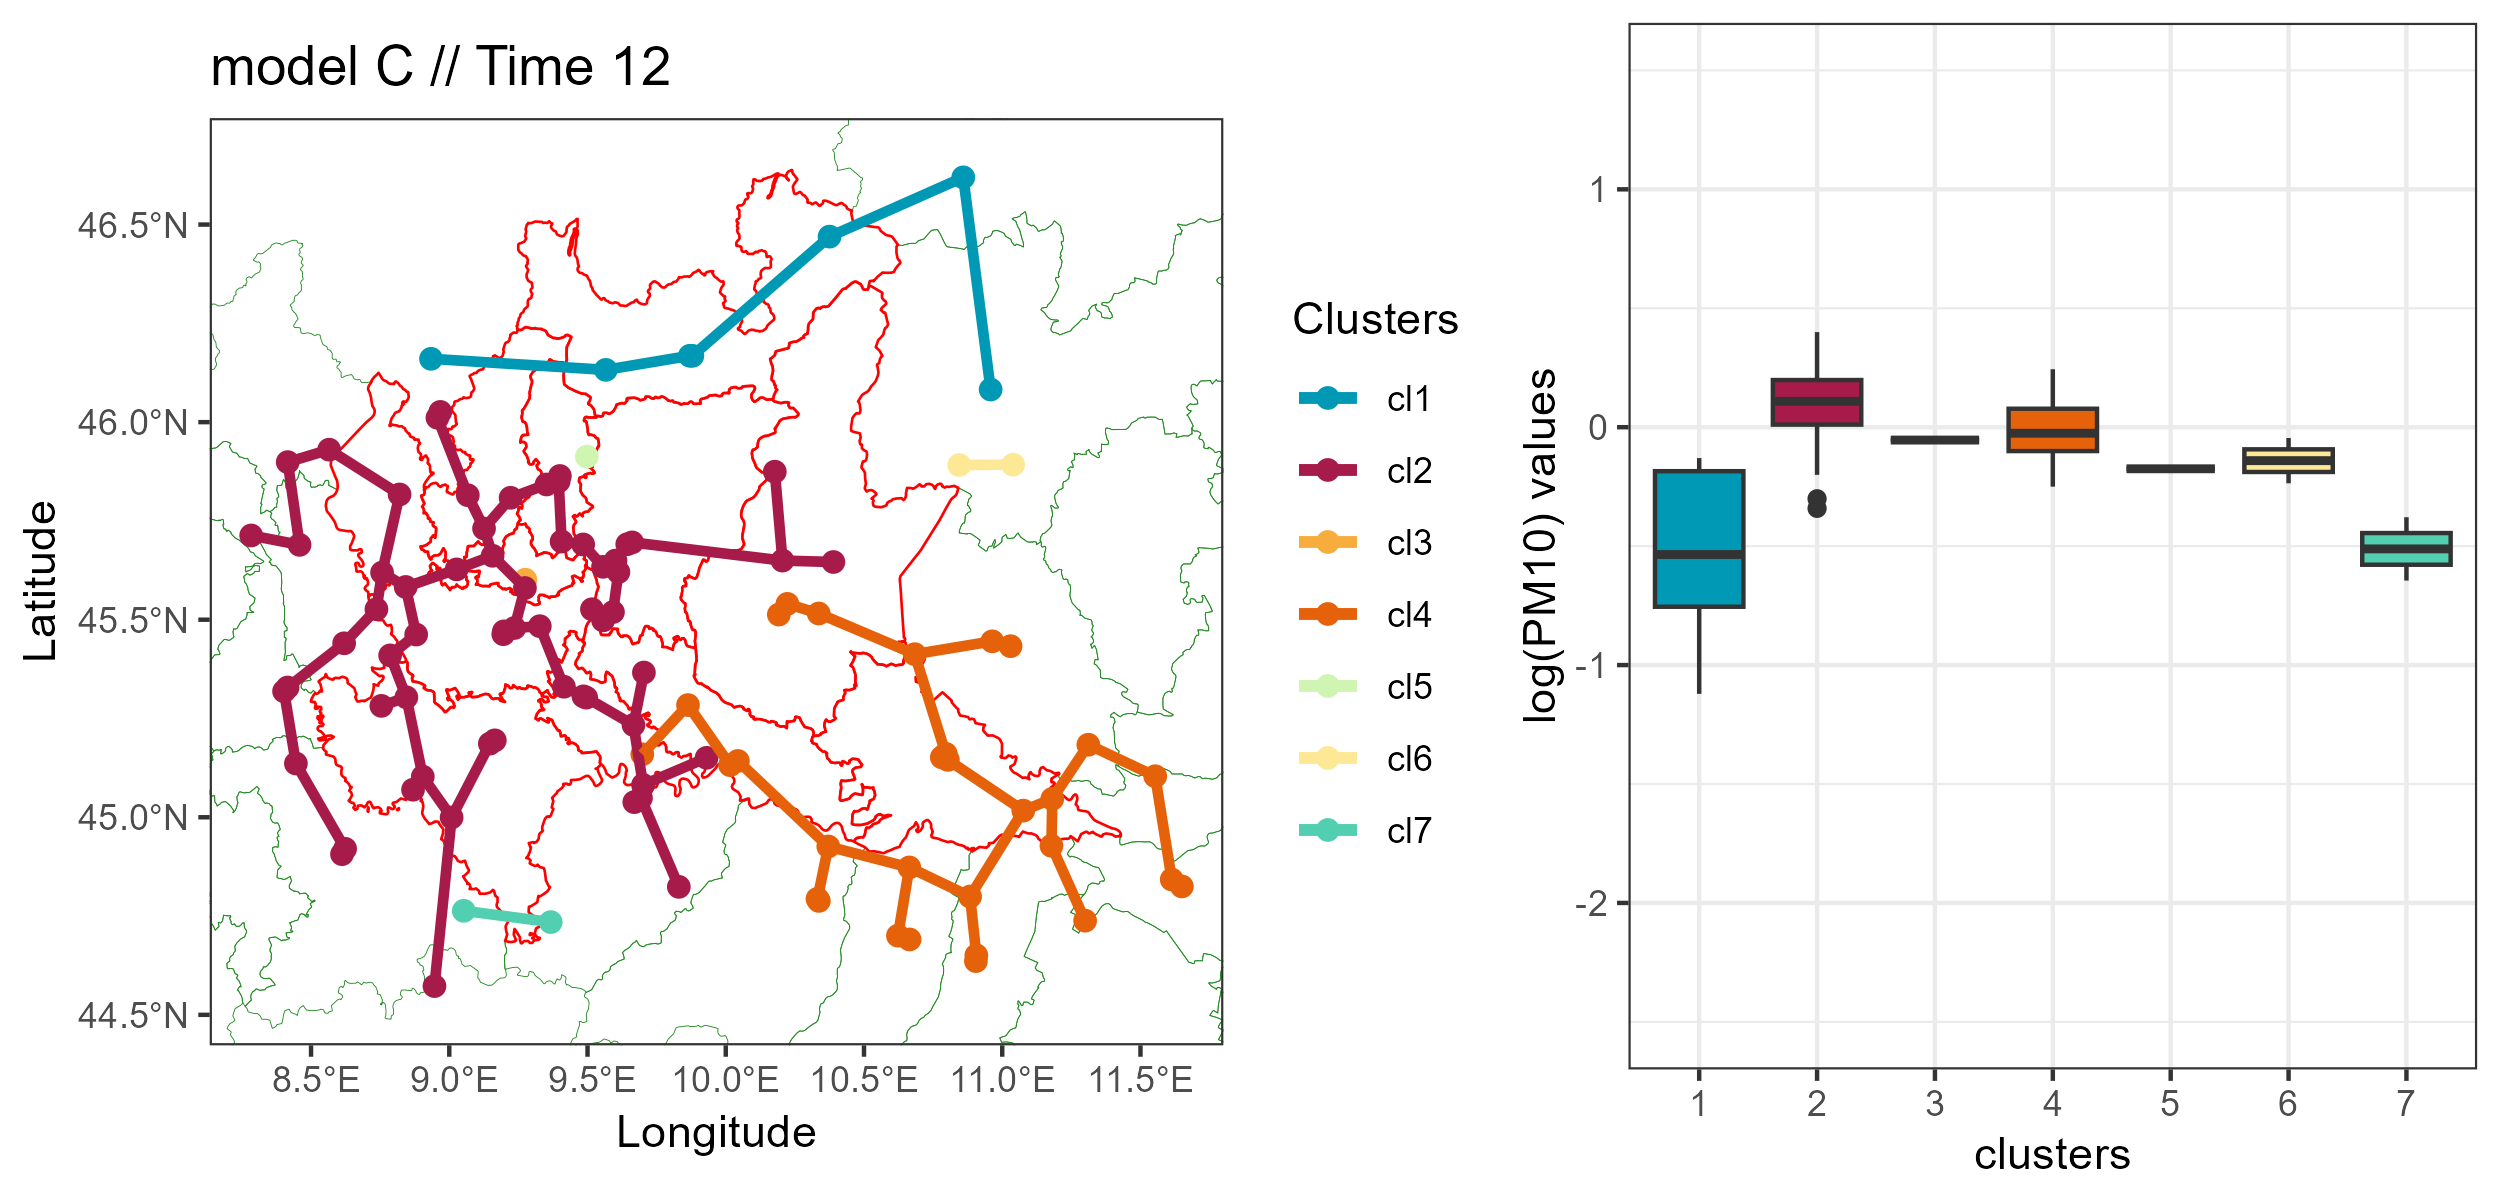 model C // Time 12
Latitude
46.5°N
46.0°N
45.5°N
45.0°N
44.5°N
8.5°E 9.0°E 9.5°E 10.0°E 10.5°E 11.0°E 11.5°E
Longitude
Clusters
cl1
cl2
cl3
cl4
cl5
cl6
cl7
log(PM10) values
1
0
-1
-2
1 2 3 4 5 6 7
clusters